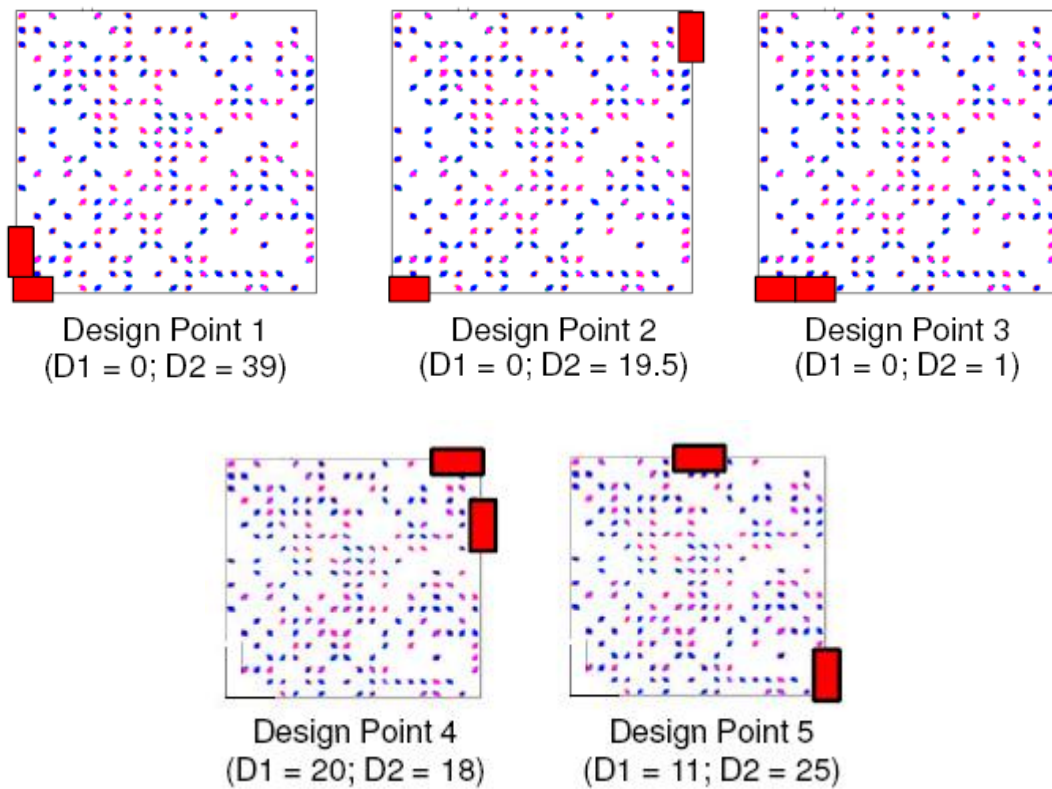 Design Point 1
(D1 = 0; D2 = 39)
Design Point 2
(D1 = 0; D2 = 19.5)
Design Point 3
(D1 = 0; D2 = 1)
Design Point 4
(D1 = 20; D2 = 18)
Design Point 5
(D1 = 11; D2 = 25)